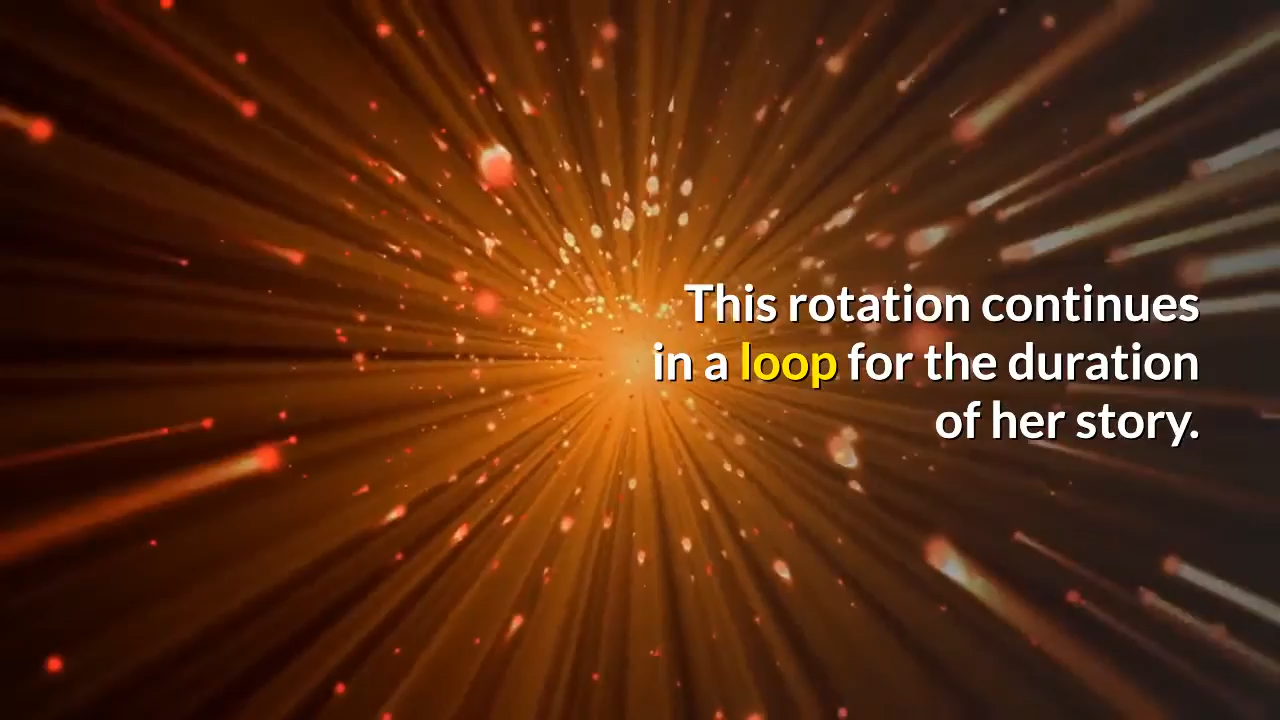 This rotation continues
in a loop for the duration
of her story.